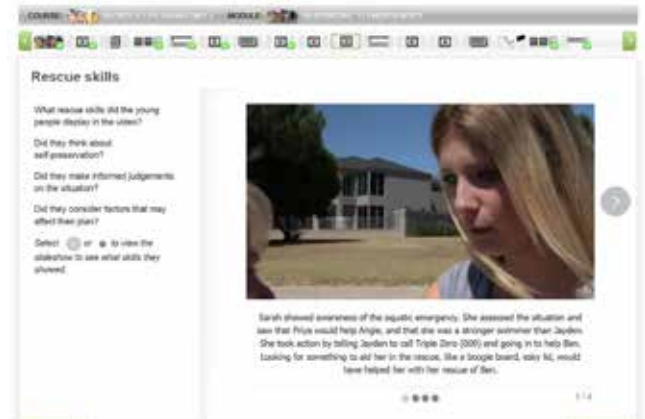 COURSE:
MODULE:
Rescue skills
What rescue skills did the young
people display in the video?
Did they think about
self-preservation?
Did they make informed judgements
on the situation?
Did they consider factors that may
affect their plan?
Select or to view the
slideshow to see what skills they
showed.
Sarah showed awareness of the aquatic emergency. She assessed the situation and
saw that Priya would help Angie, and that she was a stronger swimmer than Jayden.
She took action by telling Jayden to call Triple Zero (000) and going in to help Ben.
Looking for something to aid her in the rescue, like a boogie board, esky lid, would
have helped her with her rescue of Ben.
1 / 4